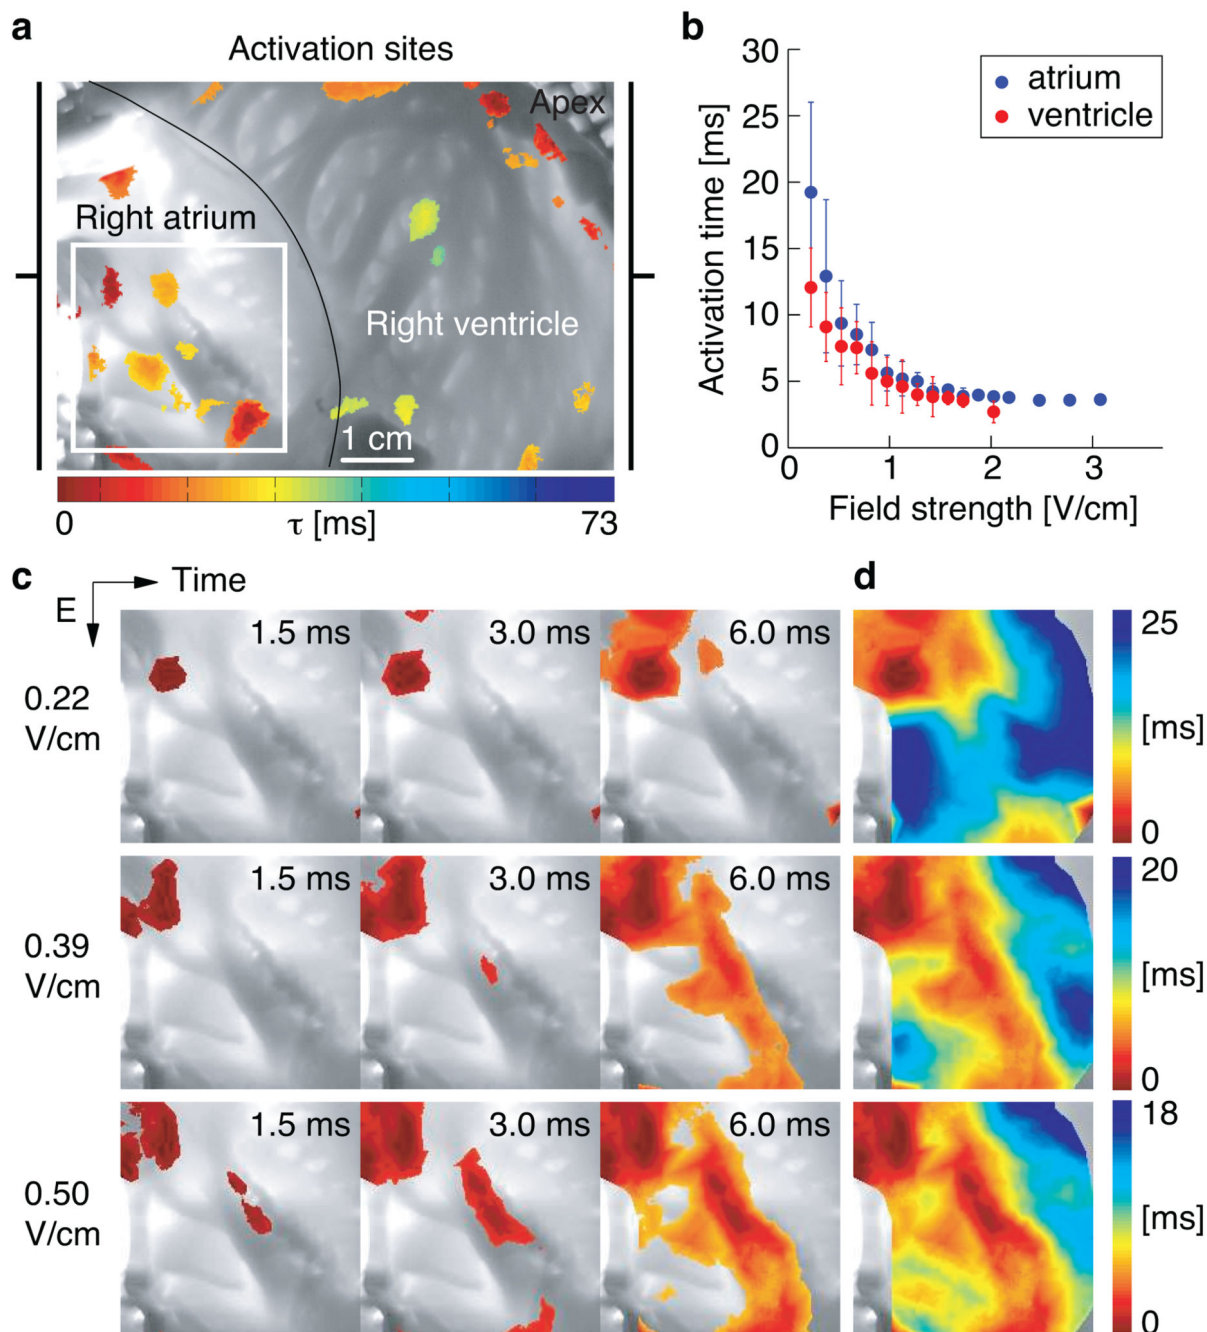 a
Activation sites
Apex
Right atrium
Right ventricle
1 cm
0
τ [ms]
73
b
30
25
20
15
10
5
0
Activation time [ms]
atrium
ventricle
0
1
2
3
Field strength [V/cm]
c
Time
E
0.22
V/cm
1.5 ms
3.0 ms
6.0 ms
0.39
V/cm
1.5 ms
3.0 ms
6.0 ms
0.50
V/cm
1.5 ms
3.0 ms
6.0 ms
d
25
[ms]
0
20
[ms]
0
18
[ms]
0